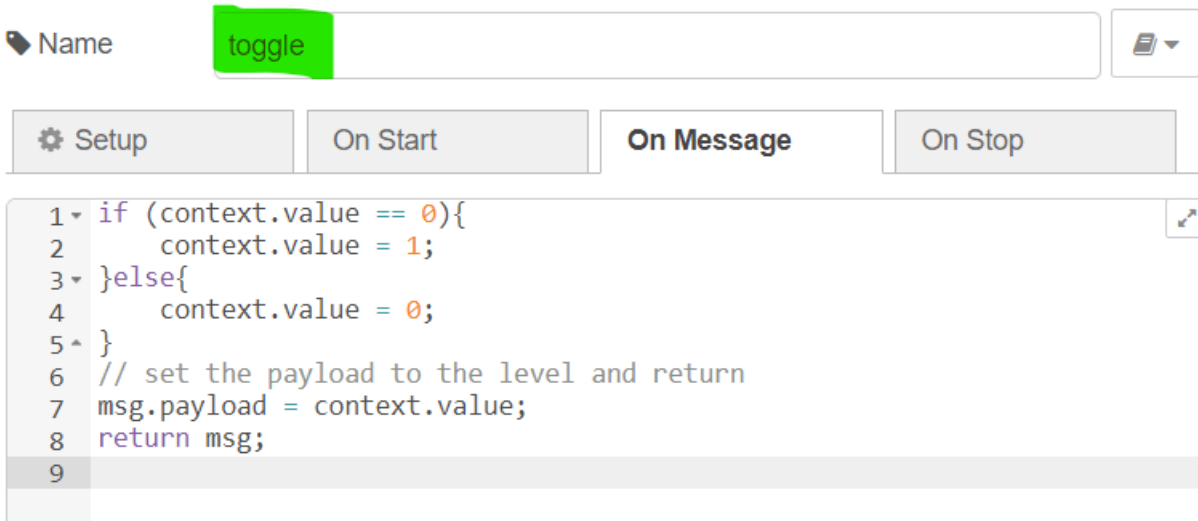 Name toggle
Setup On Start On Message On Stop
1 if (context.value == 0){
2     context.value = 1;
3 }else{
4     context.value = 0;
5 }
6 // set the payload to the level and return
7 msg.payload = context.value;
8 return msg;
9